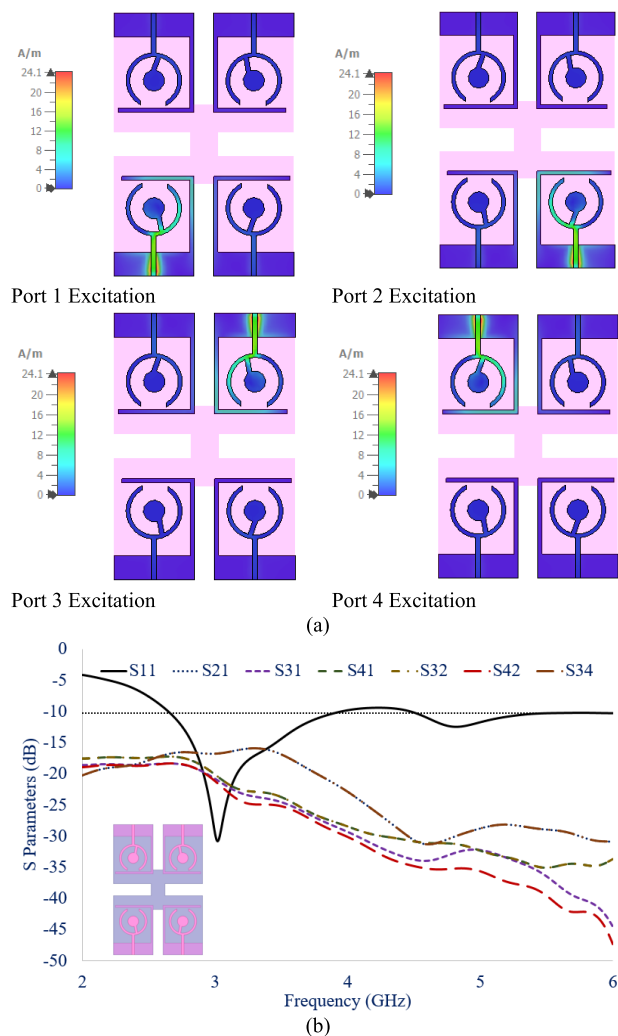 A/m
24.1
20
16
12
8
4
0
A/m
24.1
20
16
12
8
4
0
Port 1 Excitation
Port 2 Excitation
A/m
24.1
20
16
12
8
4
0
A/m
24.1
20
16
12
8
4
0
Port 3 Excitation
Port 4 Excitation
(a)
S11 S21 S31 S41 S32 S42 S34
S Parameters (dB)
0
-5
-10
-15
-20
-25
-30
-35
-40
-45
-50
2 3 4 5 6
Frequency (GHz)
(b)